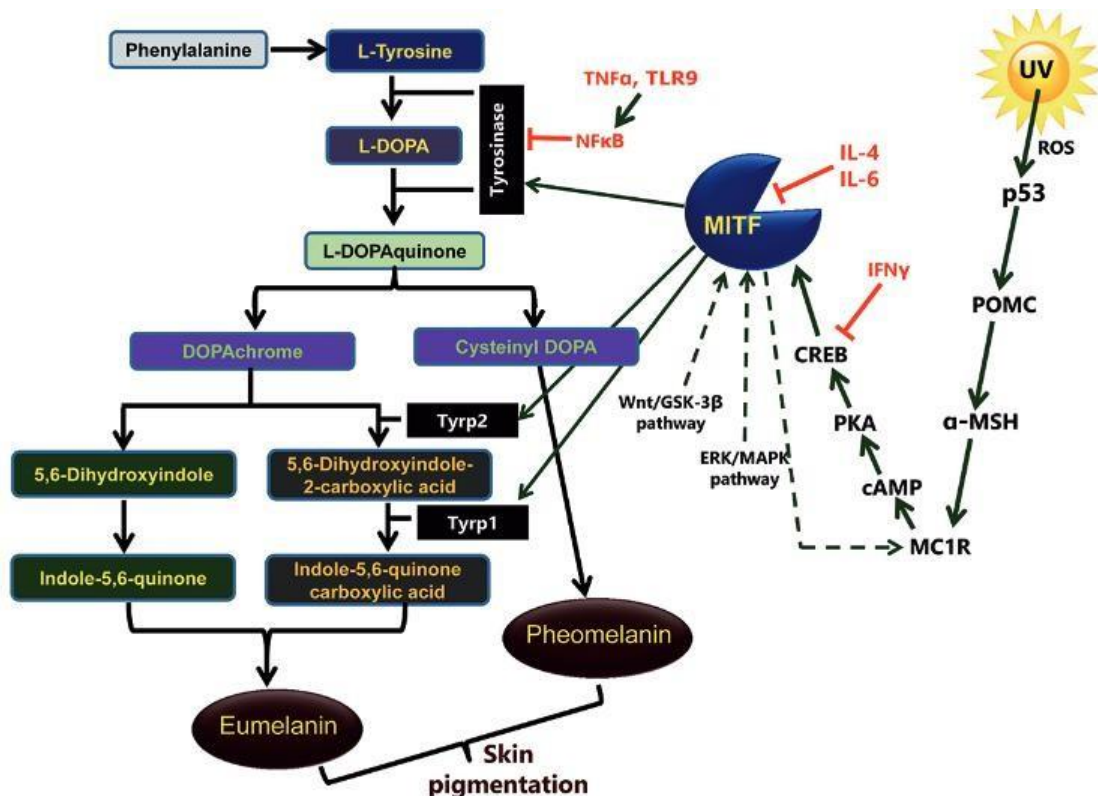 Phenylalanine
L-Tyrosine
TNFα, TLR9
UV
L-DOPA
Tyrosinase
NFκB
ROS
IL-4
IL-6
p53
MITF
L-DOPAquinone
IFNγ
POMC
DOPAchrome
Cysteinyl DOPA
CREB
Wnt/GSK-3β
pathway
Tyrp2
PKA
α-MSH
5,6-Dihydroxyindole
5,6-Dihydroxyindole-
2-carboxylic acid
ERK/MAPK
pathway
cAMP
Tyrp1
MC1R
Indole-5,6-quinone
Indole-5,6-quinone
carboxylic acid
Pheomelanin
Eumelanin
Skin
pigmentation